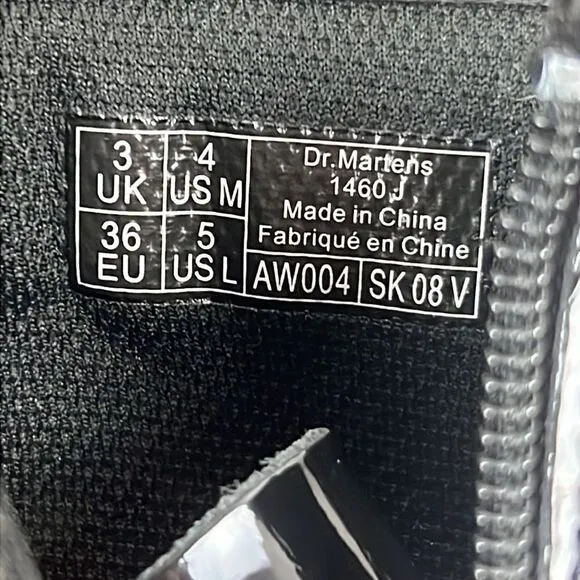 3 UK
4 US M
36 EU
5 US L
Dr.Martens
1460 J
Made in China
Fabriqué en Chine
AW004
SK 08 V